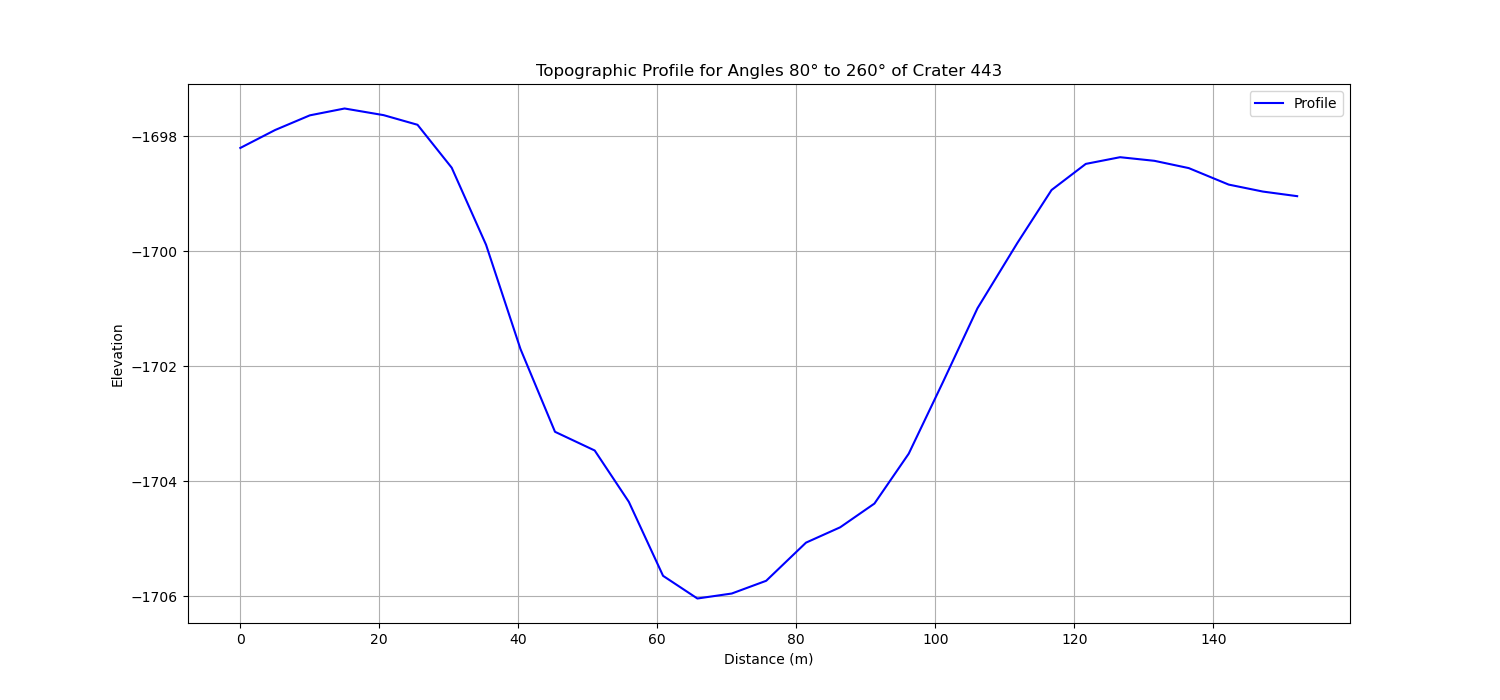 Topographic Profile for Angles 80° to 260° of Crater 443
Profile
−1698
−1700
−1702
−1704
−1706
Elevation
0 20 40 60 80 100 120 140
Distance (m)